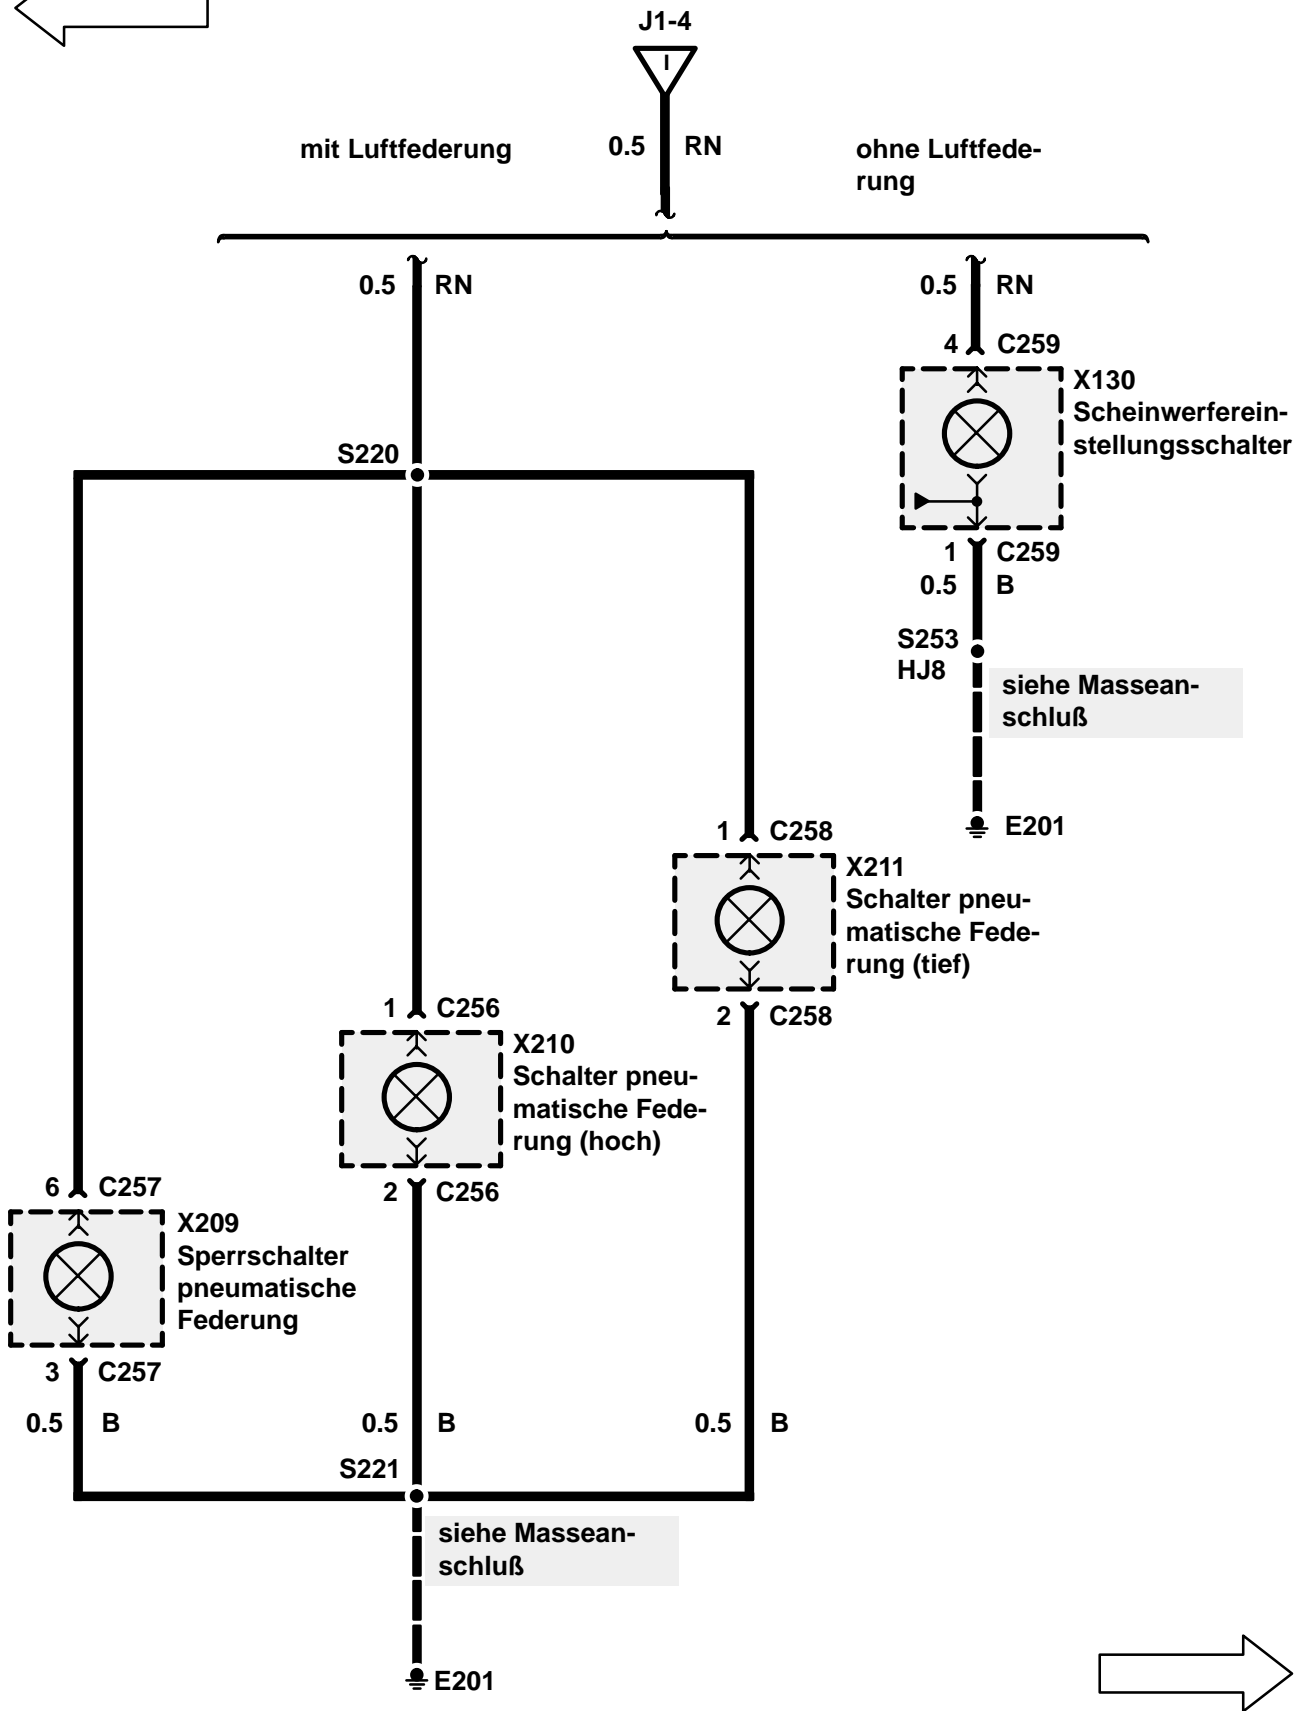 J1-4
I
mit Luftfederung
0.5 RN
ohne Luftfede-
rung
0.5 RN
0.5 RN
4 C259
X130
Scheinwerferein-
stellungsschalter
S220
1 C259
0.5 B
S253
HJ8
siehe Massean-
schluß
E201
1 C258
X211
Schalter pneu-
matische Fede-
rung (tief)
2 C258
1 C256
X210
Schalter pneu-
matische Fede-
rung (hoch)
2 C256
6 C257
X209
Sperrschalter
pneumatische
Federung
3 C257
0.5 B
0.5 B
0.5 B
S221
siehe Massean-
schluß
E201